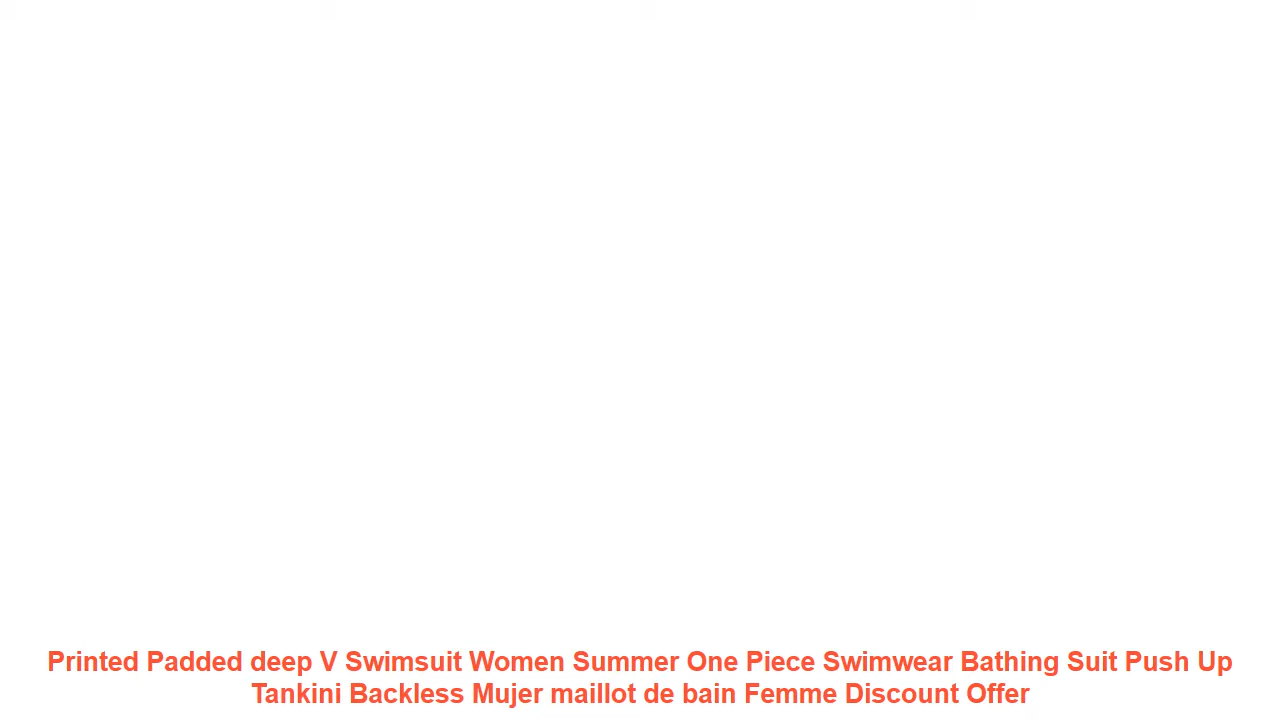 Printed Padded deep V Swimsuit Women Summer One Piece Swimwear Bathing Suit Push Up
Tankini Backless Mujer maillot de bain Femme Discount Offer